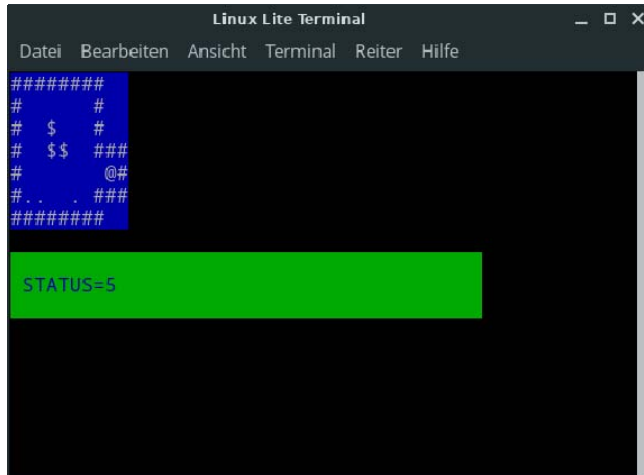 Linux Lite Terminal
Datei Bearbeiten Ansicht Terminal Reiter Hilfe
########
#      #
#  $   #
#  $$  ###
#       @#
#..  . ###
########
STATUS=5